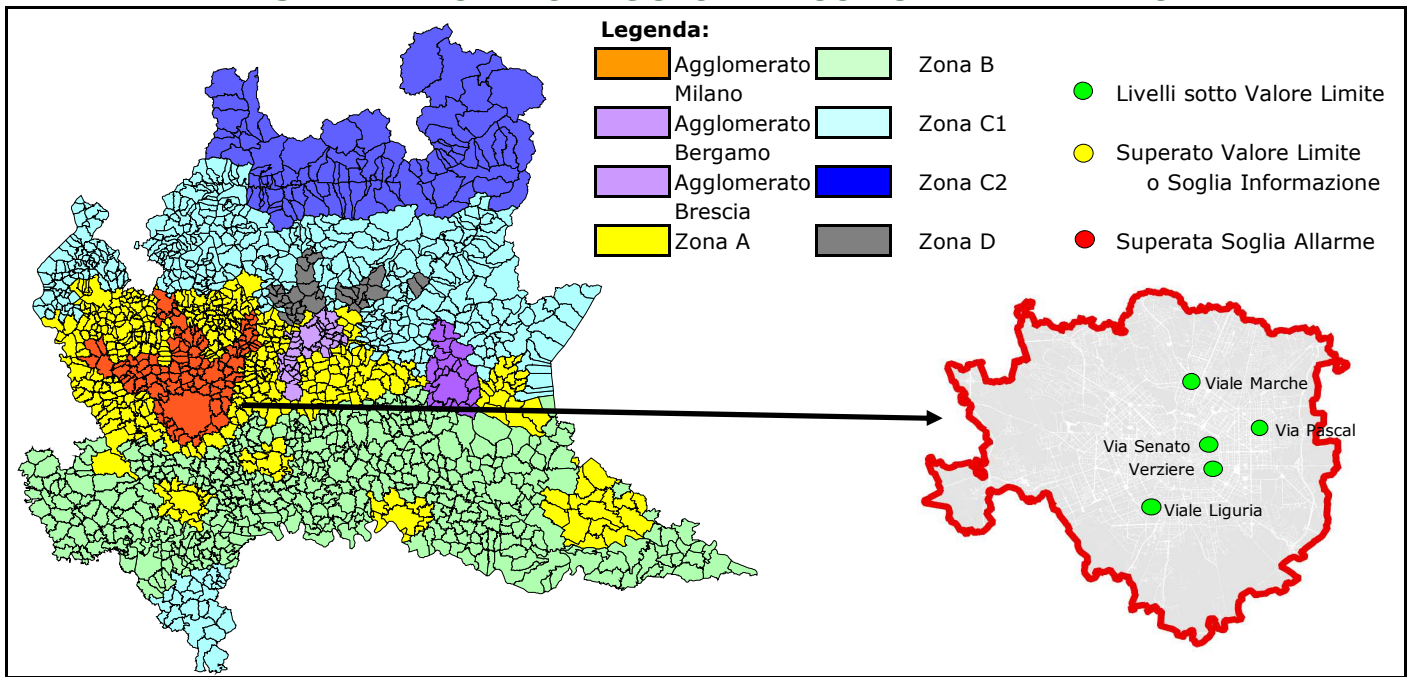 Legenda:
Agglomerato
Milano
Agglomerato
Bergamo
Agglomerato
Brescia
Zona A
Zona B
Zona C1
Zona C2
Zona D
Livelli sotto Valore Limite
Superato Valore Limite
o Soglia Informazione
Superata Soglia Allarme
Viale Marche
Via Pascal
Via Senato
Verziere
Viale Liguria